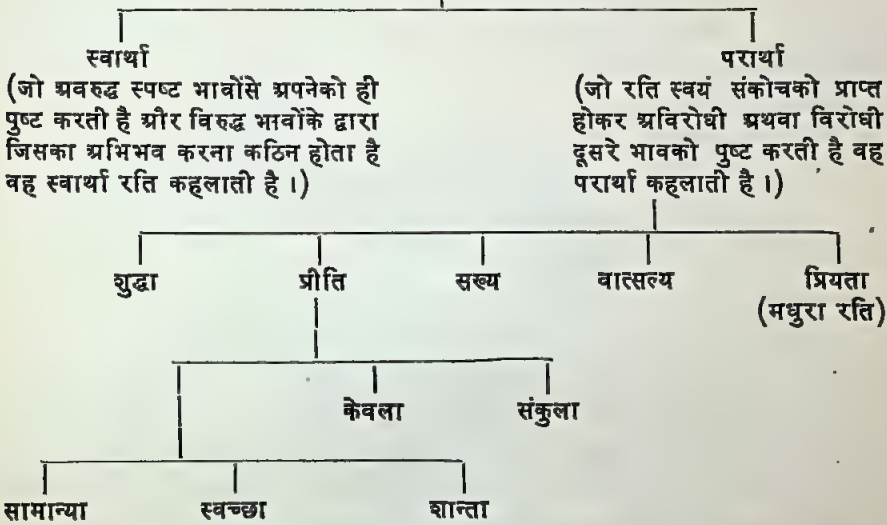 स्वार्था
(जो अवरुद्ध स्पष्ट भावोंसे अपनेको ही
पुष्ट करती है और विरुद्ध भावोंके द्वारा
जिसका अभिभव करना कठिन होता है
वह स्वार्था रति कहलाती है ।)
परार्था
(जो रति स्वयं संकोचको प्राप्त
होकर अविरोधी अथवा विरोधी
दूसरे भावको पुष्ट करती है वह
परार्था कहलाती है ।)
शुद्धा प्रीति सख्य वात्सल्य प्रियता
(मधुरा रति)
केवला संकुला
सामान्या स्वच्छा शान्ता